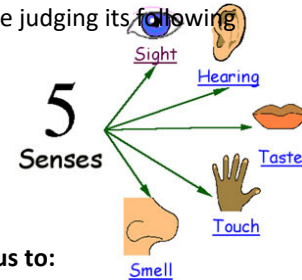 e judging its following
Sight
Hearing
5
Senses
Taste
Touch
us to:
Smell